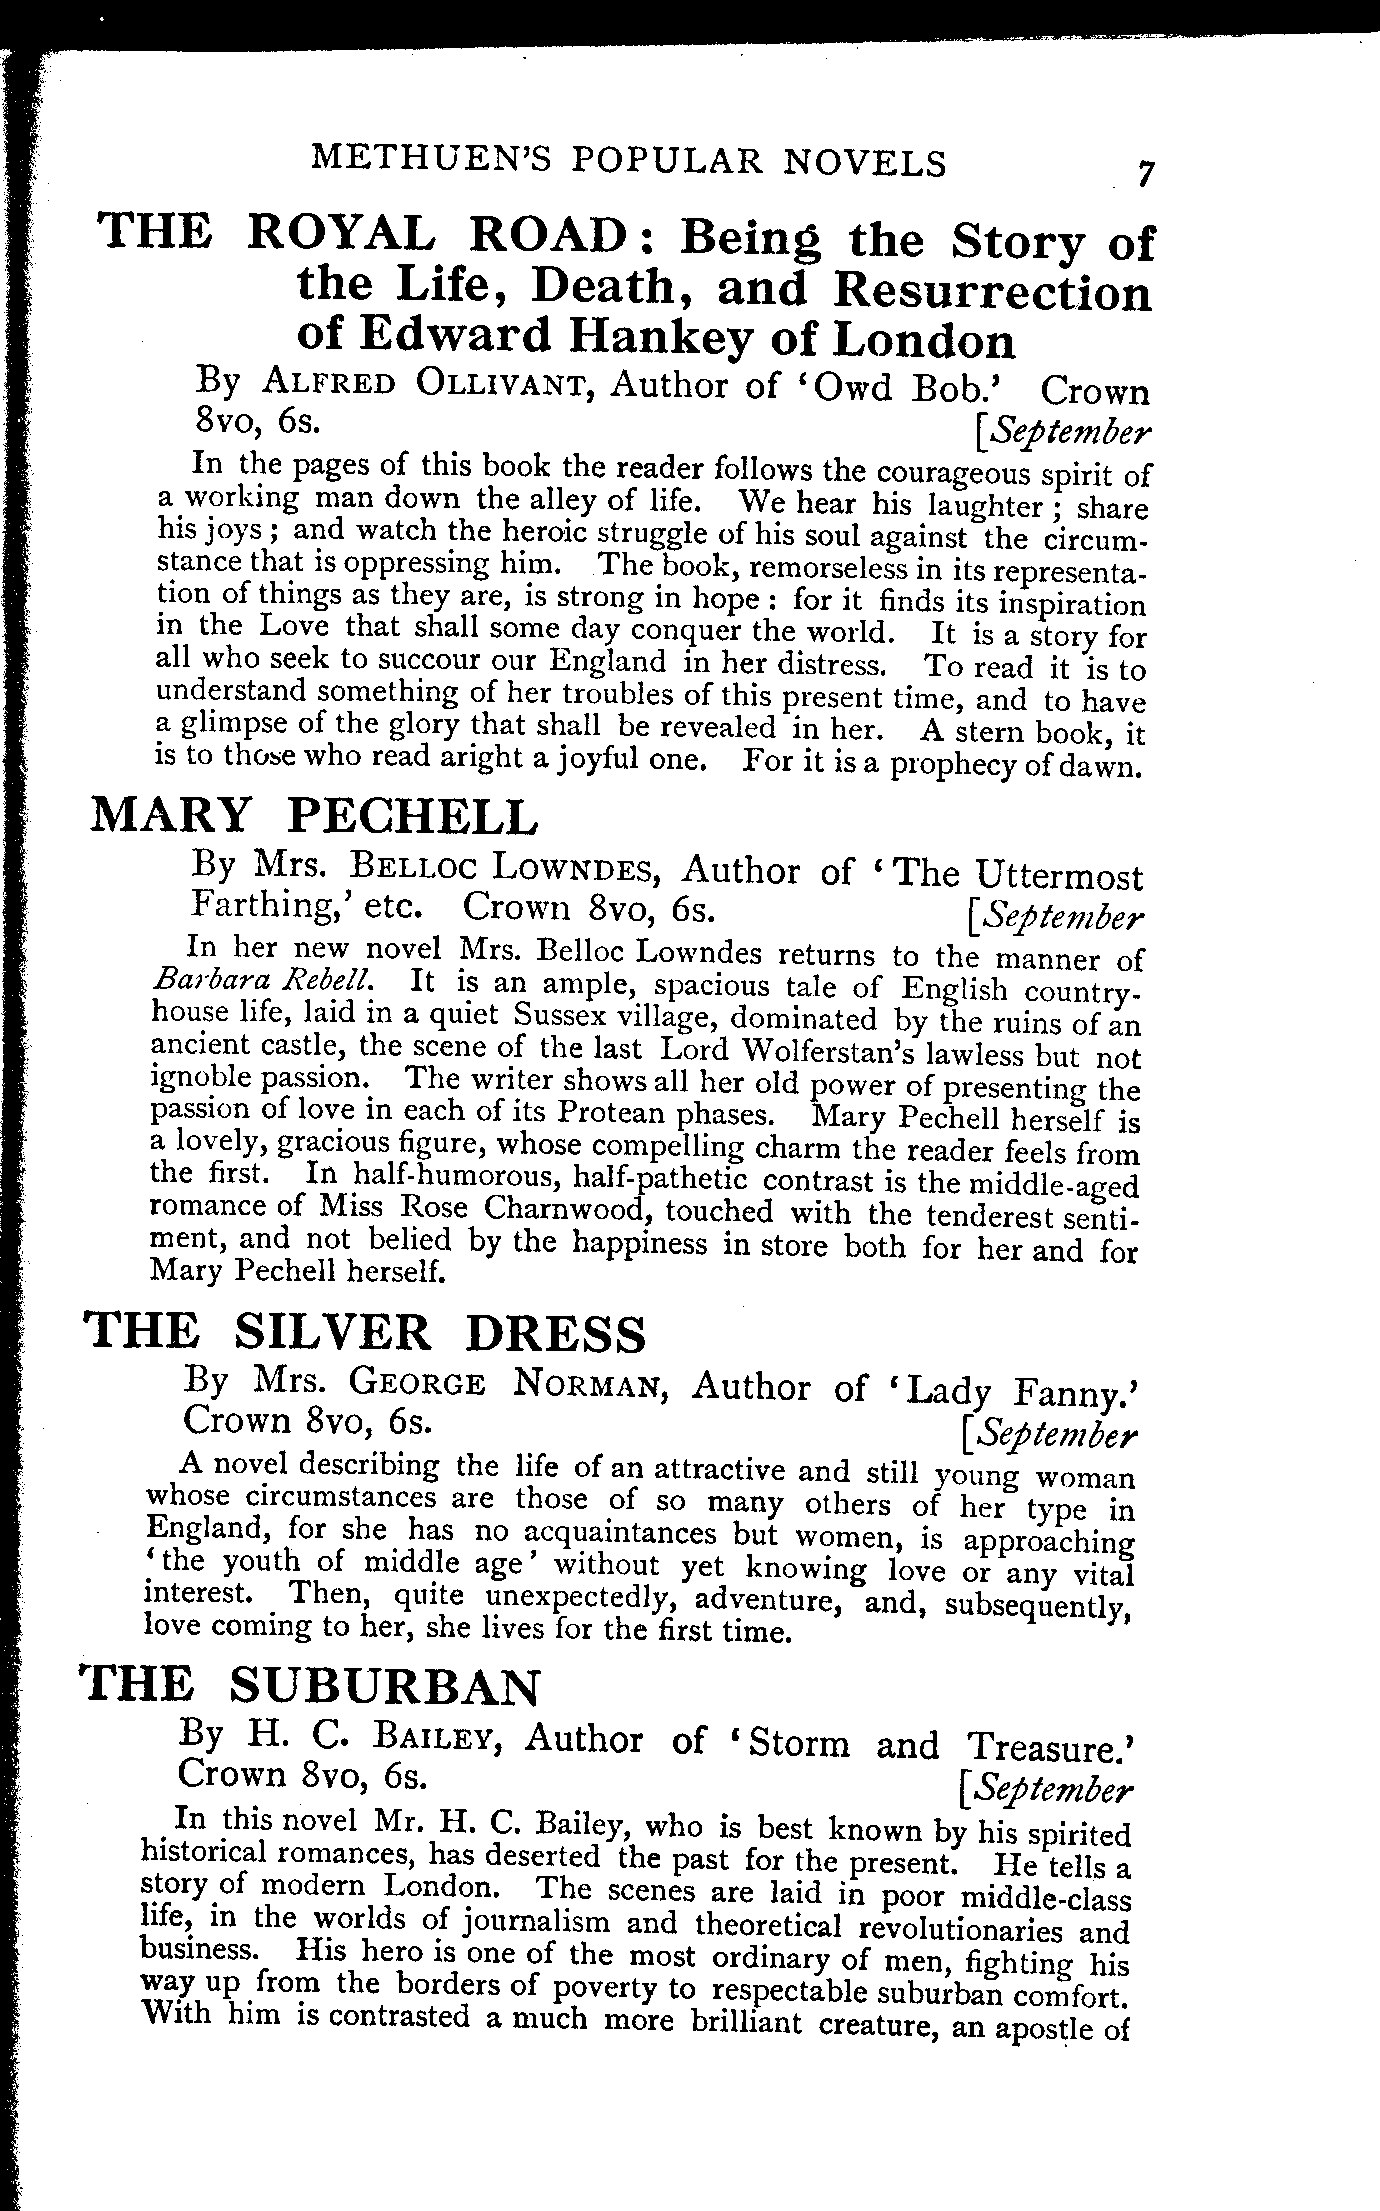 METHUEN'S POPULAR NOVELS 7
THE ROYAL ROAD: Being the Story of
the Life, Death, and Resurrection
of Edward Hankey of London
By ALFRED OLLIVANT, Author of 'Owd Bob.' Crown
8vo, 6s. [September
In the pages of this book the reader follows the courageous spirit of
a working man down the alley of life. We hear his laughter; share
his joys; and watch the heroic struggle of his soul against the circum-
stance that is oppressing him. The book, remorseless in its representa-
tion of things as they are, is strong in hope: for it finds its inspiration
in the Love that shall some day conquer the world. It is a story for
all who seek to succour our England in her distress. To read it is to
understand something of her troubles of this present time, and to have
a glimpse of the glory that shall be revealed in her. A stern book, it
is to those who read aright a joyful one. For it is a prophecy of dawn.
MARY PECHELL
By Mrs. BELLOC LOWNDES, Author of 'The Uttermost
Farthing,' etc. Crown 8vo, 6s. [September
In her new novel Mrs. Belloc Lowndes returns to the manner of
Barbara Rebell. It is an ample, spacious tale of English country-
house life, laid in a quiet Sussex village, dominated by the ruins of an
ancient castle, the scene of the last Lord Wolferstan's lawless but not
ignoble passion. The writer shows all her old power of presenting the
passion of love in each of its Protean phases. Mary Pechell herself is
a lovely, gracious figure, whose compelling charm the reader feels from
the first. In half-humorous, half-pathetic contrast is the middle-aged
romance of Miss Rose Charnwood, touched with the tenderest senti-
ment, and not belied by the happiness in store both for her and for
Mary Pechell herself.
THE SILVER DRESS
By Mrs. GEORGE NORMAN, Author of 'Lady Fanny.'
Crown 8vo, 6s. [September
A novel describing the life of an attractive and still young woman
whose circumstances are those of so many others of her type in
England, for she has no acquaintances but women, is approaching
'the youth of middle age' without yet knowing love or any vital
interest. Then, quite unexpectedly, adventure, and, subsequently,
love coming to her, she lives for the first time.
THE SUBURBAN
By H. C. BAILEY, Author of 'Storm and Treasure.'
Crown 8vo, 6s. [September
In this novel Mr. H. C. Bailey, who is best known by his spirited
historical romances, has deserted the past for the present. He tells a
story of modern London. The scenes are laid in poor middle-class
life, in the worlds of journalism and theoretical revolutionaries and
business. His hero is one of the most ordinary of men, fighting his
way up from the borders of poverty to respectable suburban comfort.
With him is contrasted a much more brilliant creature, an apostle of